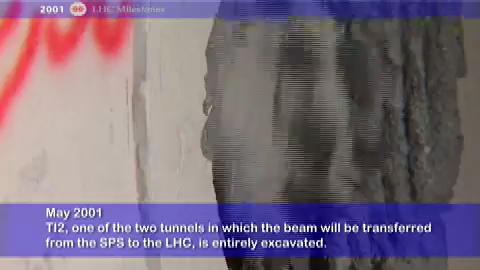 2001 LHC Milestones
May 2001
TI2, one of the two tunnels in which the beam will be transferred
from the SPS to the LHC, is entirely excavated.